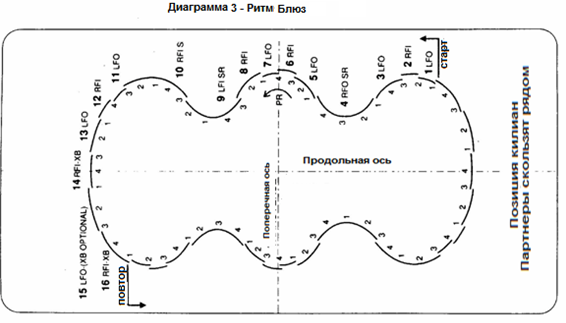 Диаграмма 3 - Ритм Блюз
старт
1 LFO
2 RFI
3 LFO
4 RFO SR
5 LFO
6 RFI
7 LFO
8 RFI
9 LFI SR
10 RFI S
11 LFO
12 RFI
13 LFO
14 RFI-XB
15 LFO-(XB OPTIONAL)
16 RFI-XB
повтор
PR
Поперечная ось
Продольная ось
Позиция килиан
Партнеры скользят рядом